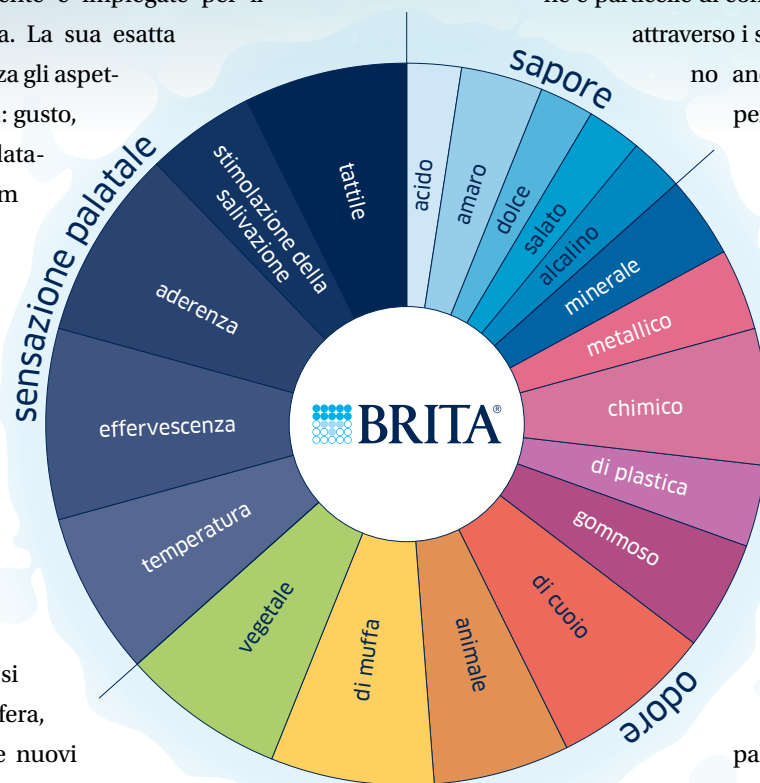 a. La sua esatta
za gli aspet-
: gusto,
lata-
m
attraverso i s
no
pe
sapore
acido
amaro
dolce
salato
alcalino
minerale
metallico
chimico
di plastica
gommoso
di cuoio
animale
di muffa
vegetale
odore
temperatura
effervescenza
aderenza
stimolazione della
salivazione
tattile
sensazione palatale
BRITA®
si
fera,
e nuovi
pa